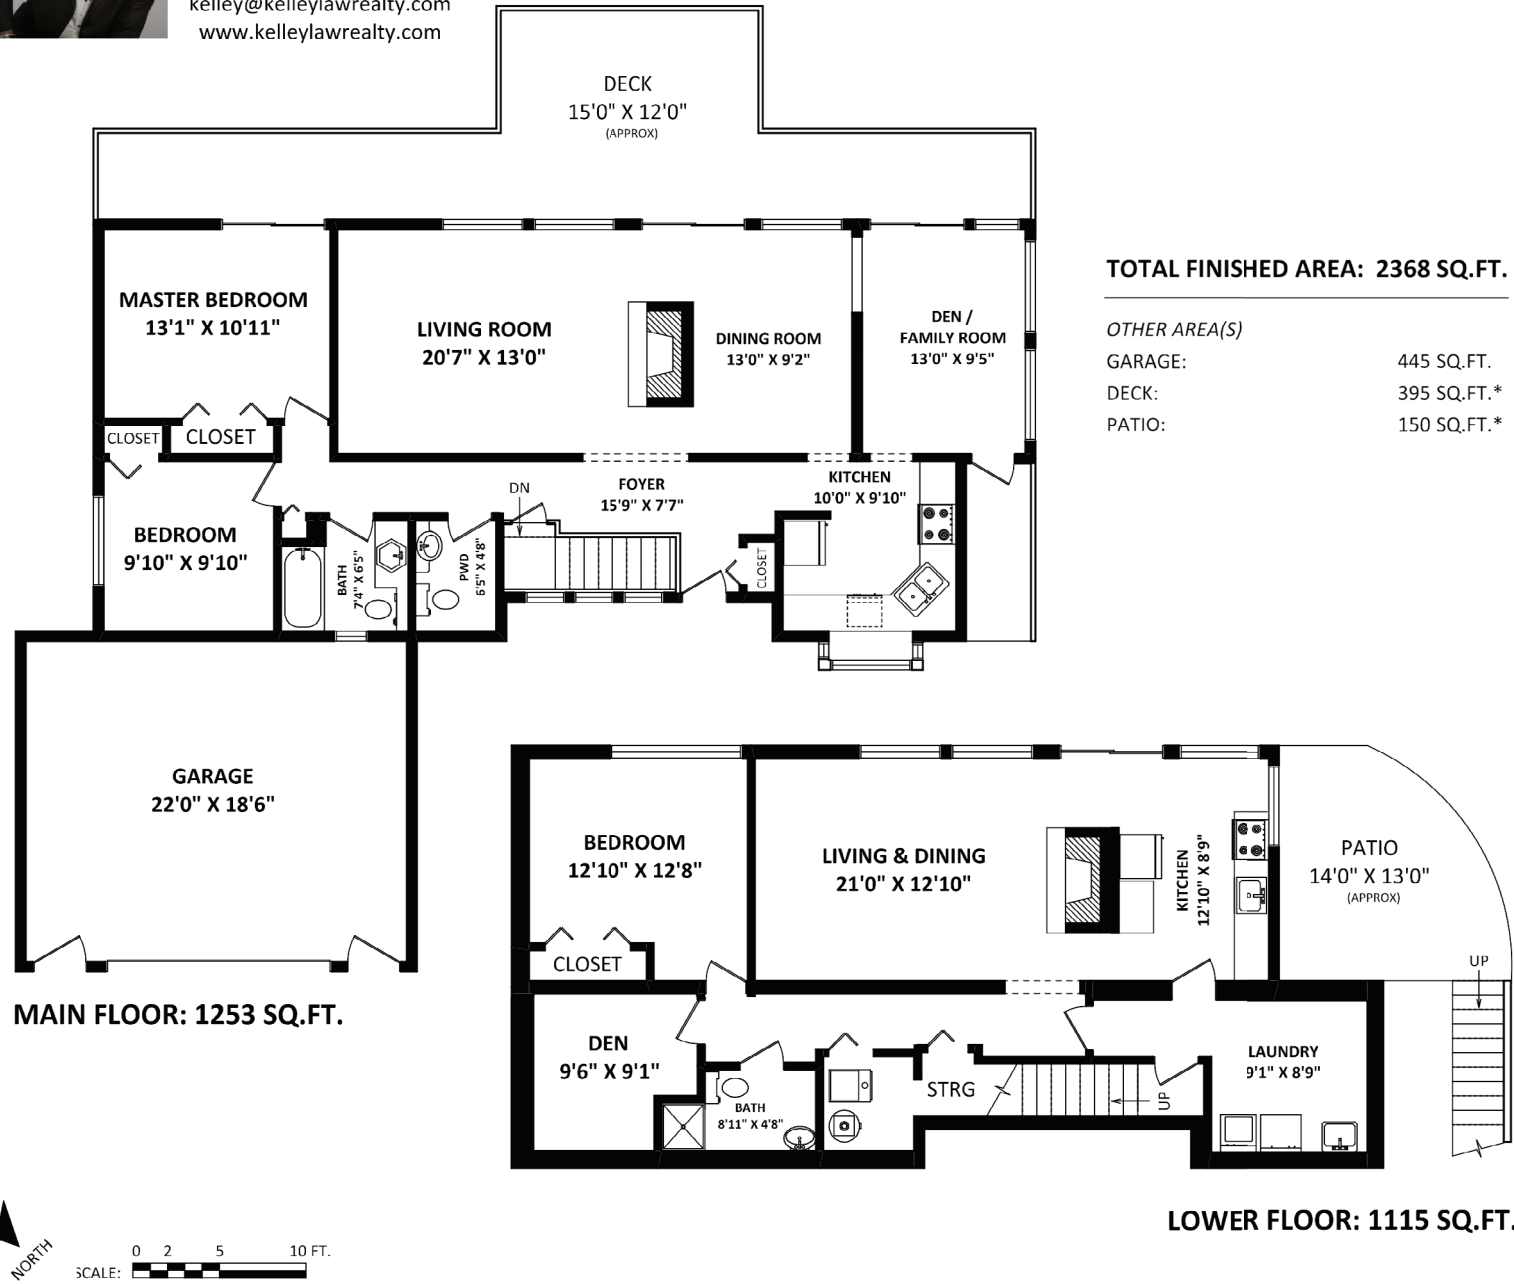 kelley@kelleylawrealty.com
www.kelleylawrealty.com
DECK
15'0" X 12'0"
(APPROX)
MASTER BEDROOM
13'1" X 10'11"
LIVING ROOM
20'7" X 13'0"
DINING ROOM
13'0" X 9'2"
DEN /
FAMILY ROOM
13'0" X 9'5"
TOTAL FINISHED AREA: 2368 SQ.FT.
OTHER AREA(S)
GARAGE: 445 SQ.FT.
DECK: 395 SQ.FT.*
PATIO: 150 SQ.FT.*
CLOSET
CLOSET
BEDROOM
9'10" X 9'10"
BATH
7'4" X 6'5"
PWD
6'5" X 4'8"
DN
FOYER
15'9" X 7'7"
CLOSET
KITCHEN
10'0" X 9'10"
GARAGE
22'0" X 18'6"
MAIN FLOOR: 1253 SQ.FT.
BEDROOM
12'10" X 12'8"
CLOSET
LIVING & DINING
21'0" X 12'10"
KITCHEN
12'10" X 8'9"
PATIO
14'0" X 13'0"
(APPROX)
UP
DEN
9'6" X 9'1"
BATH
8'11" X 4'8"
STRG
UP
LAUNDRY
9'1" X 8'9"
LOWER FLOOR: 1115 SQ.FT.
NORTH
SCALE:
0 2 5 10 FT.